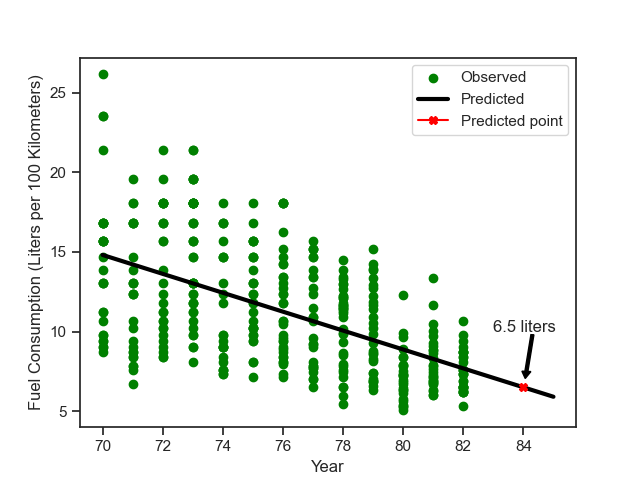 Observed
Predicted
Predicted point
25
20
15
10
5
6.5 liters
70
72
74
76
78
80
82
84
Year
Fuel Consumption (Liters per 100 Kilometers)